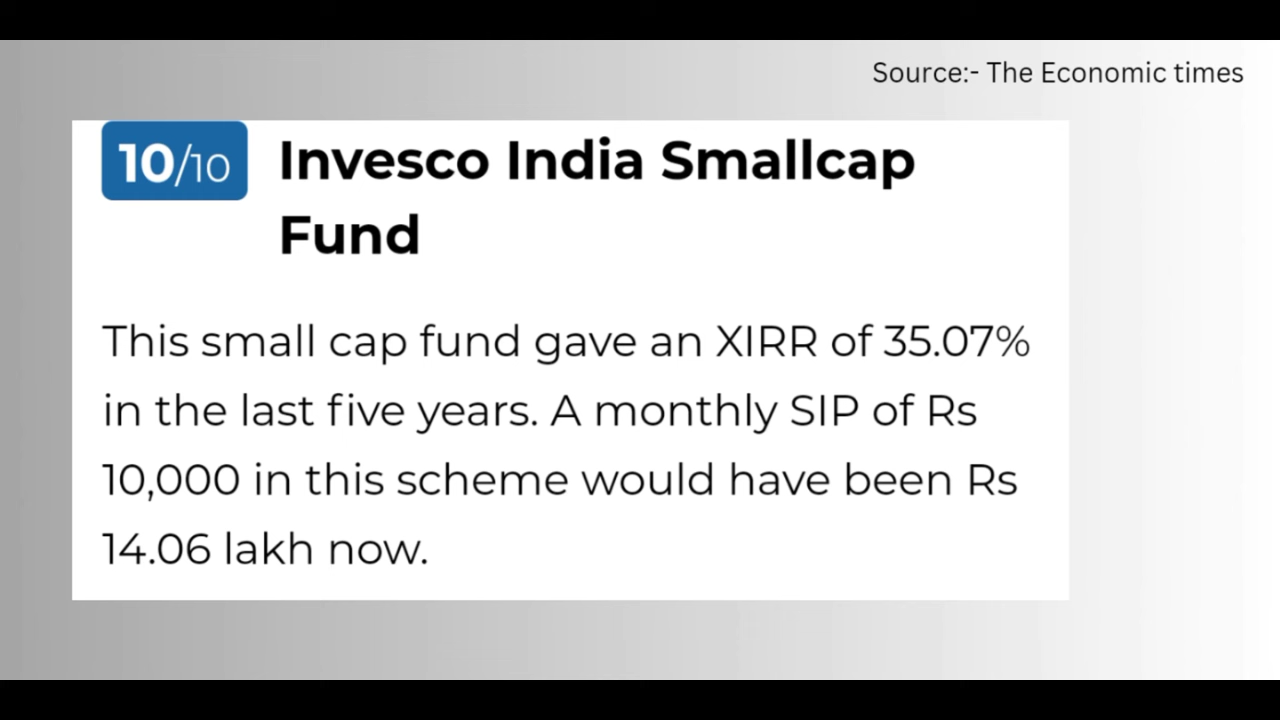 Source:- The Economic times
10/10 Invesco India Smallcap
Fund
This small cap fund gave an XIRR of 35.07%
in the last five years. A monthly SIP of Rs
10,000 in this scheme would have been Rs
14.06 lakh now.